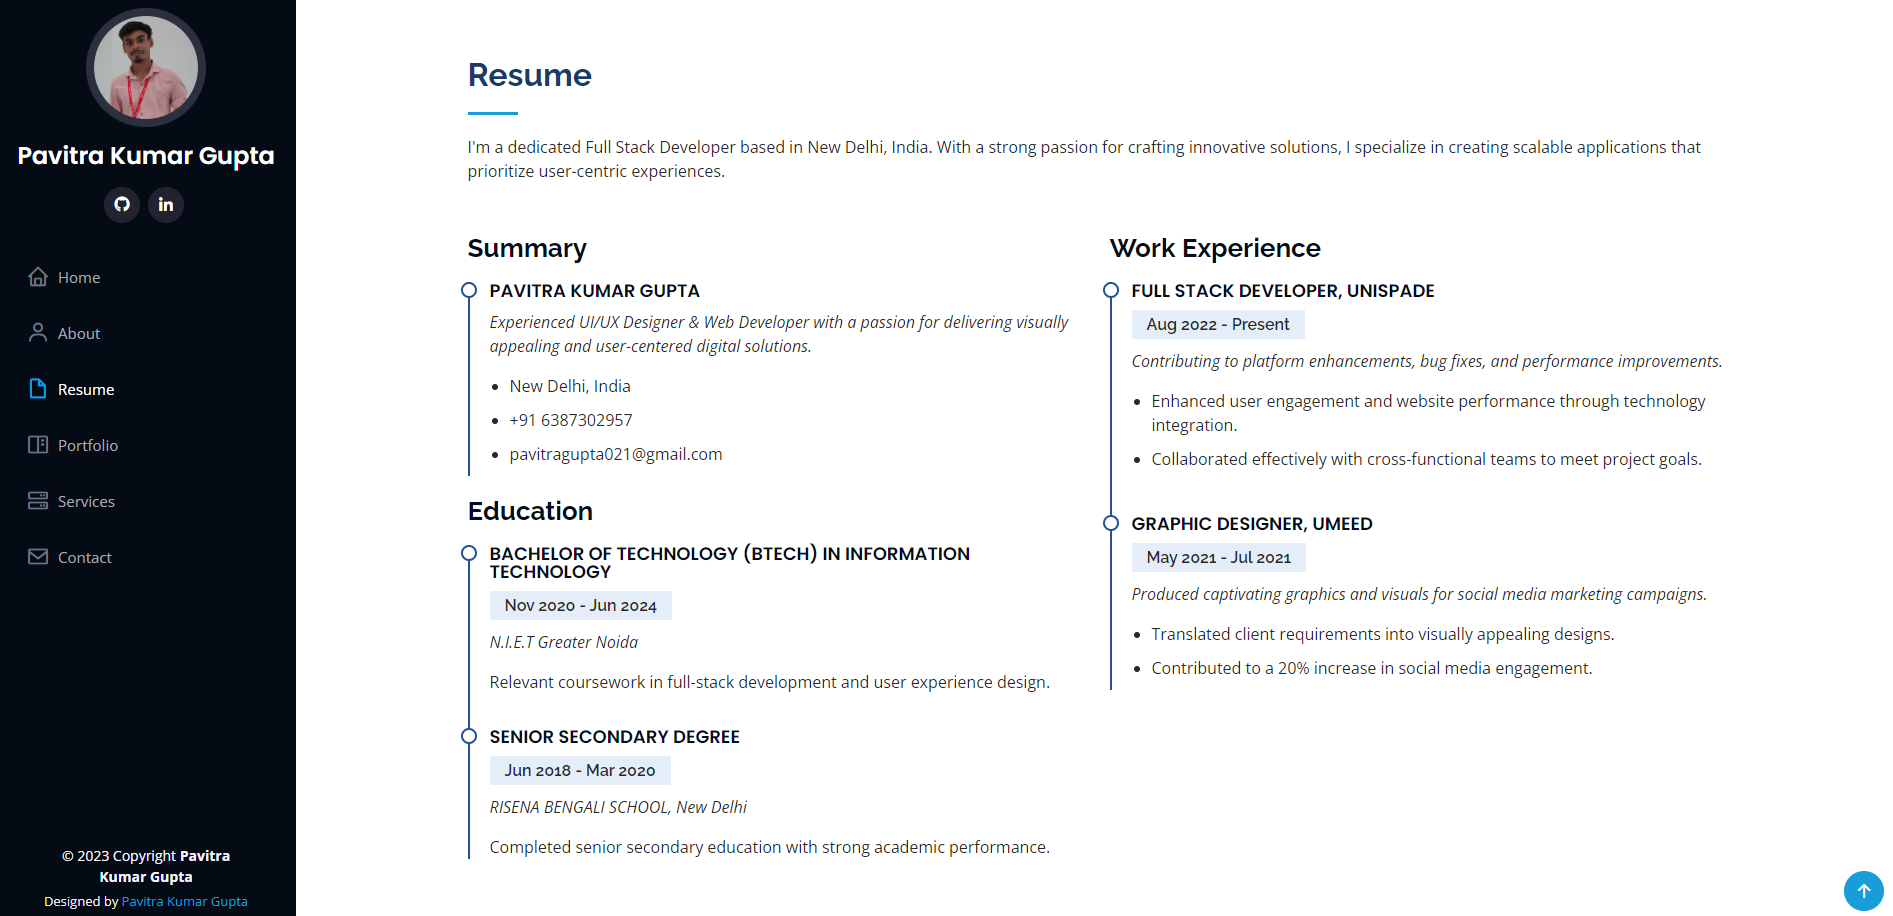 Pavitra Kumar Gupta
Home
About
Resume
Portfolio
Services
Contact
© 2023 Copyright Pavitra
Kumar Gupta
Designed by Pavitra Kumar Gupta
Resume
I'm a dedicated Full Stack Developer based in New Delhi, India. With a strong passion for crafting innovative solutions, I specialize in creating scalable applications that
prioritize user-centric experiences.
Summary
PAVITRA KUMAR GUPTA
Experienced UI/UX Designer & Web Developer with a passion for delivering visually
appealing and user-centered digital solutions.
New Delhi, India
+91 6387302957
pavitragupta021@gmail.com
Education
BACHELOR OF TECHNOLOGY (BTECH) IN INFORMATION
TECHNOLOGY
Nov 2020 - Jun 2024
N.I.E.T Greater Noida
Relevant coursework in full-stack development and user experience design.
SENIOR SECONDARY DEGREE
Jun 2018 - Mar 2020
RISENA BENGALI SCHOOL, New Delhi
Completed senior secondary education with strong academic performance.
Work Experience
FULL STACK DEVELOPER, UNISPADE
Aug 2022 - Present
Contributing to platform enhancements, bug fixes, and performance improvements.
Enhanced user engagement and website performance through technology
integration.
Collaborated effectively with cross-functional teams to meet project goals.
GRAPHIC DESIGNER, UMEED
May 2021 - Jul 2021
Produced captivating graphics and visuals for social media marketing campaigns.
Translated client requirements into visually appealing designs.
Contributed to a 20% increase in social media engagement.